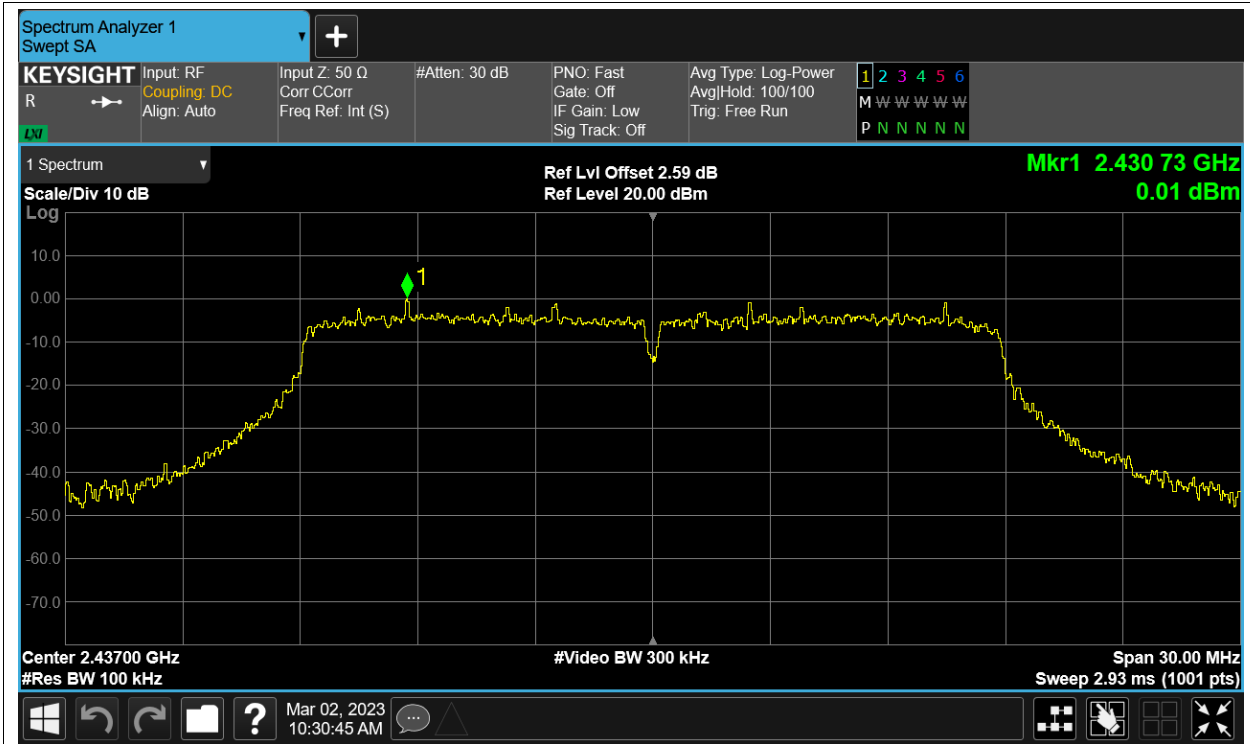 Spectrum Analyzer 1
Swept SA
KEYSIGHT
R
LXI
Input: RF
Coupling: DC
Align: Auto
Input Z: 50 Ω
Corr CCorr
Freq Ref: Int (S)
#Atten: 30 dB
PNO: Fast
Gate: Off
IF Gain: Low
Sig Track: Off
Avg Type: Log-Power
Avg|Hold: 100/100
Trig: Free Run
1 2 3 4 5 6
M W W W W W
P N N N N N
1 Spectrum
Scale/Div 10 dB
Log
Ref Lvl Offset 2.59 dB
Ref Level 20.00 dBm
Mkr1 2.430 73 GHz
0.01 dBm
1
10.0
0.00
-10.0
-20.0
-30.0
-40.0
-50.0
-60.0
-70.0
Center 2.43700 GHz
#Res BW 100 kHz
#Video BW 300 kHz
Span 30.00 MHz
Sweep 2.93 ms (1001 pts)
?
Mar 02, 2023
10:30:45 AM